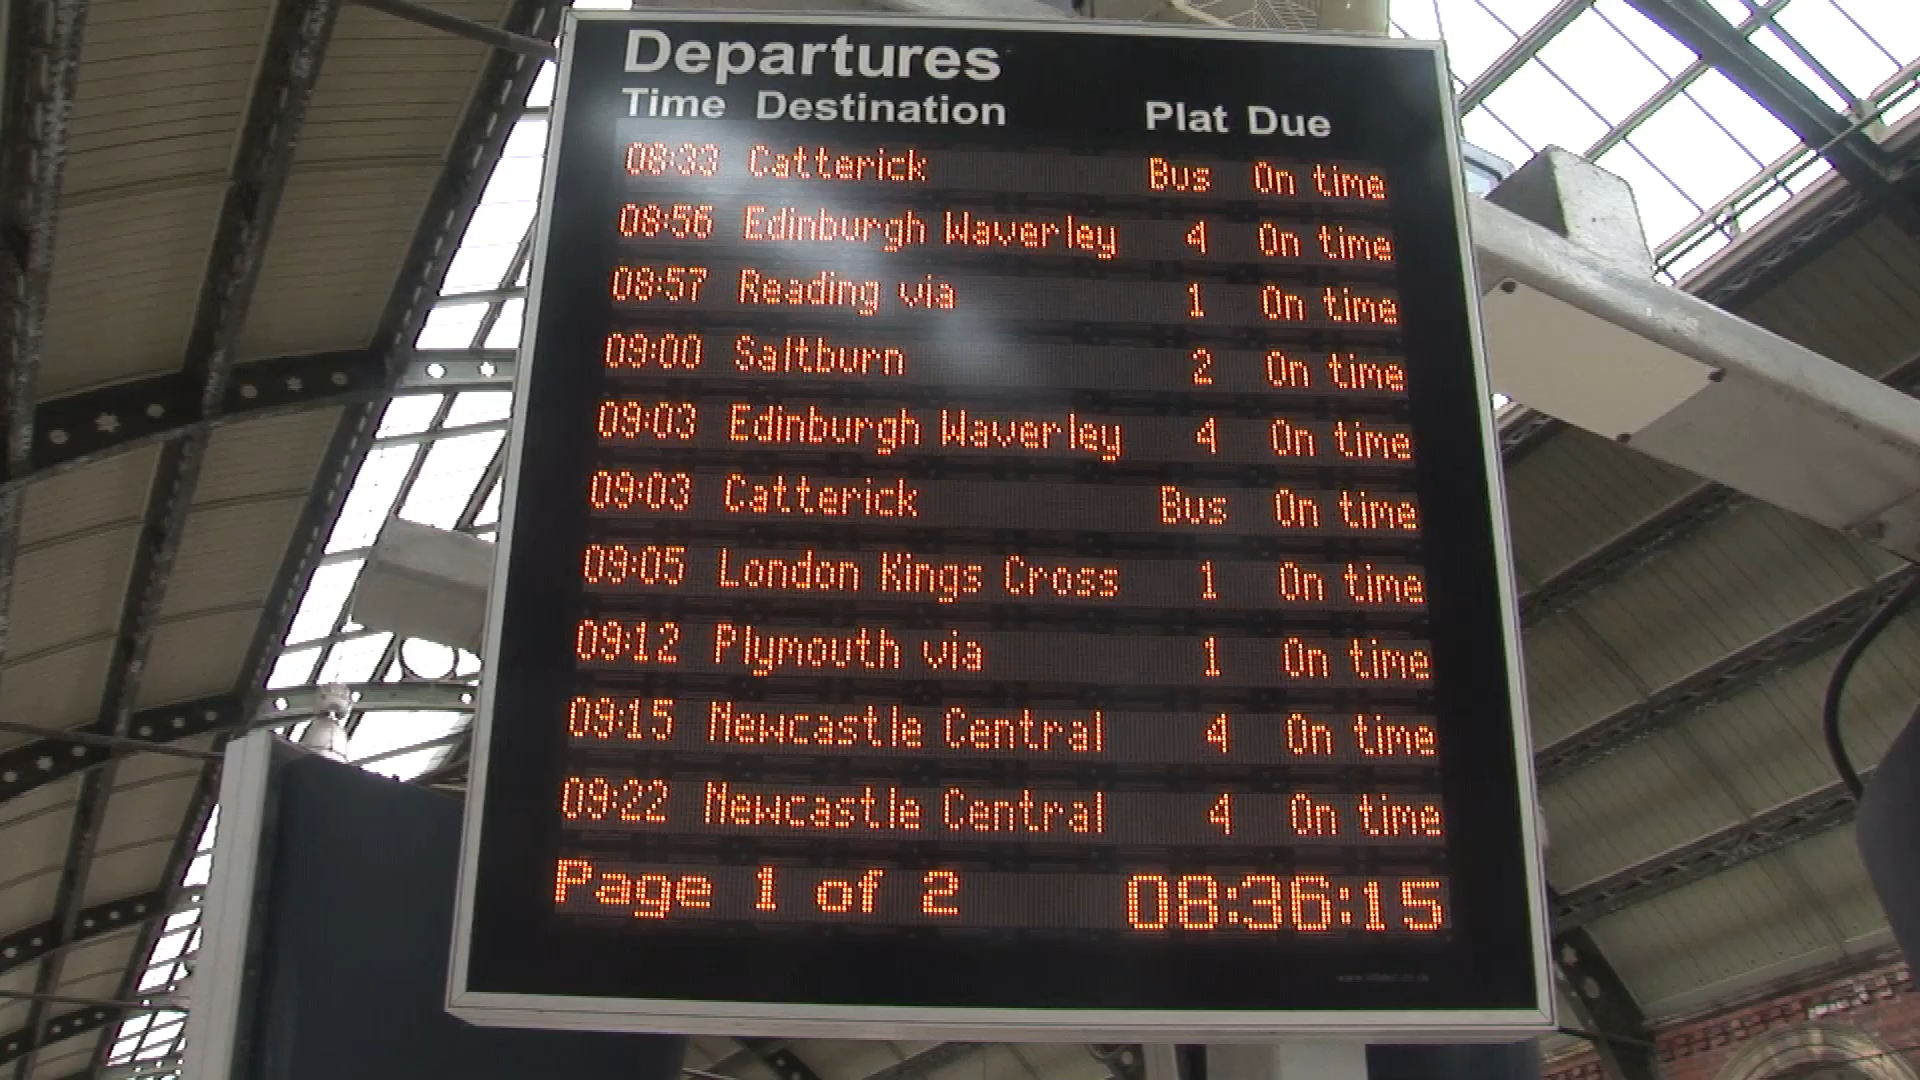 Departures
Time Destination Plat Due
08:33 Catterick Bus On time
08:56 Edinburgh Waverley 4 On time
08:57 Reading via 1 On time
09:00 Saltburn 2 On time
09:03 Edinburgh Waverley 4 On time
09:03 Catterick Bus On time
09:05 London Kings Cross 1 On time
09:12 Plymouth via 1 On time
09:15 Newcastle Central 4 On time
09:22 Newcastle Central 4 On time
Page 1 of 2 08:36:15